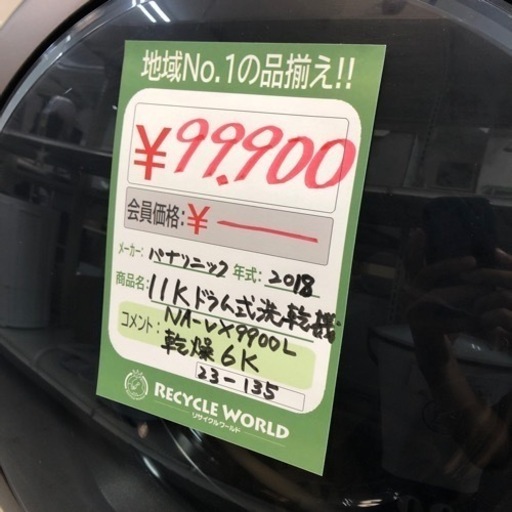 地域No.1の品揃え!!
¥99,900
会員価格:¥ ―
メーカー: パナソニック 年式: 2018
商品名: 11Kドラム式洗乾機
コメント: NA-VX9900L
乾燥6K
23-135
RECYCLE WORLD
リサイクルワールド